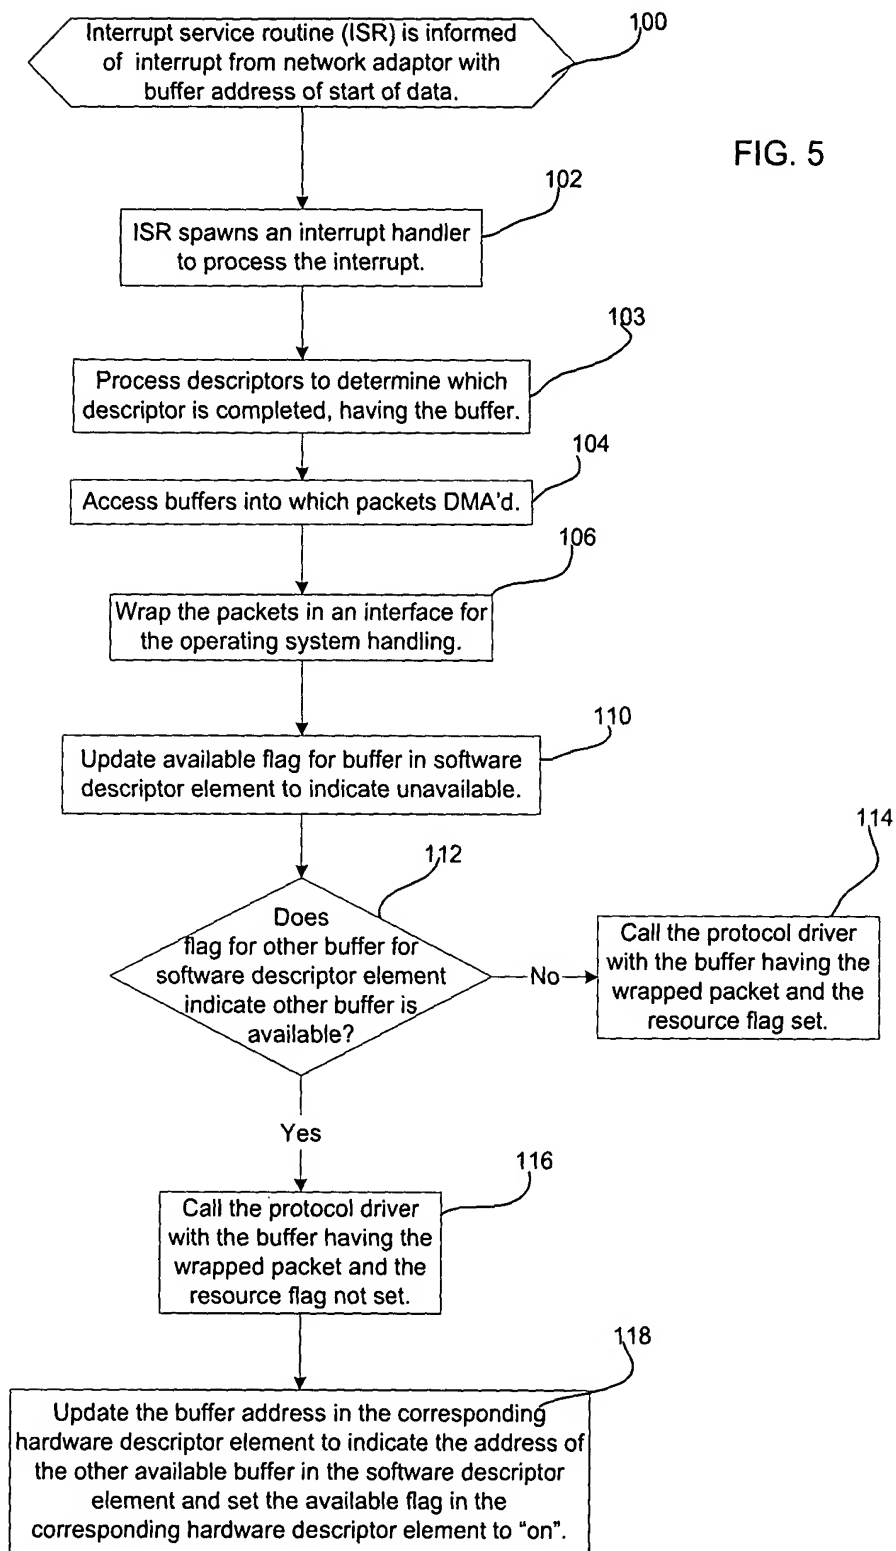 Interrupt service routine (ISR) is informed
of interrupt from network adaptor with
buffer address of start of data.
100
FIG. 5
102
ISR spawns an interrupt handler
to process the interrupt.
103
Process descriptors to determine which
descriptor is completed, having the buffer.
104
Access buffers into which packets DMA'd.
106
Wrap the packets in an interface for
the operating system handling.
110
Update available flag for buffer in software
descriptor element to indicate unavailable.
112
Does
flag for other buffer for
software descriptor element
indicate other buffer is
available?
No
114
Call the protocol driver
with the buffer having the
wrapped packet and the
resource flag set.
Yes
116
Call the protocol driver
with the buffer having the
wrapped packet and the
resource flag not set.
118
Update the buffer address in the corresponding
hardware descriptor element to indicate the address of
the other available buffer in the software descriptor
element and set the available flag in the
corresponding hardware descriptor element to "on".